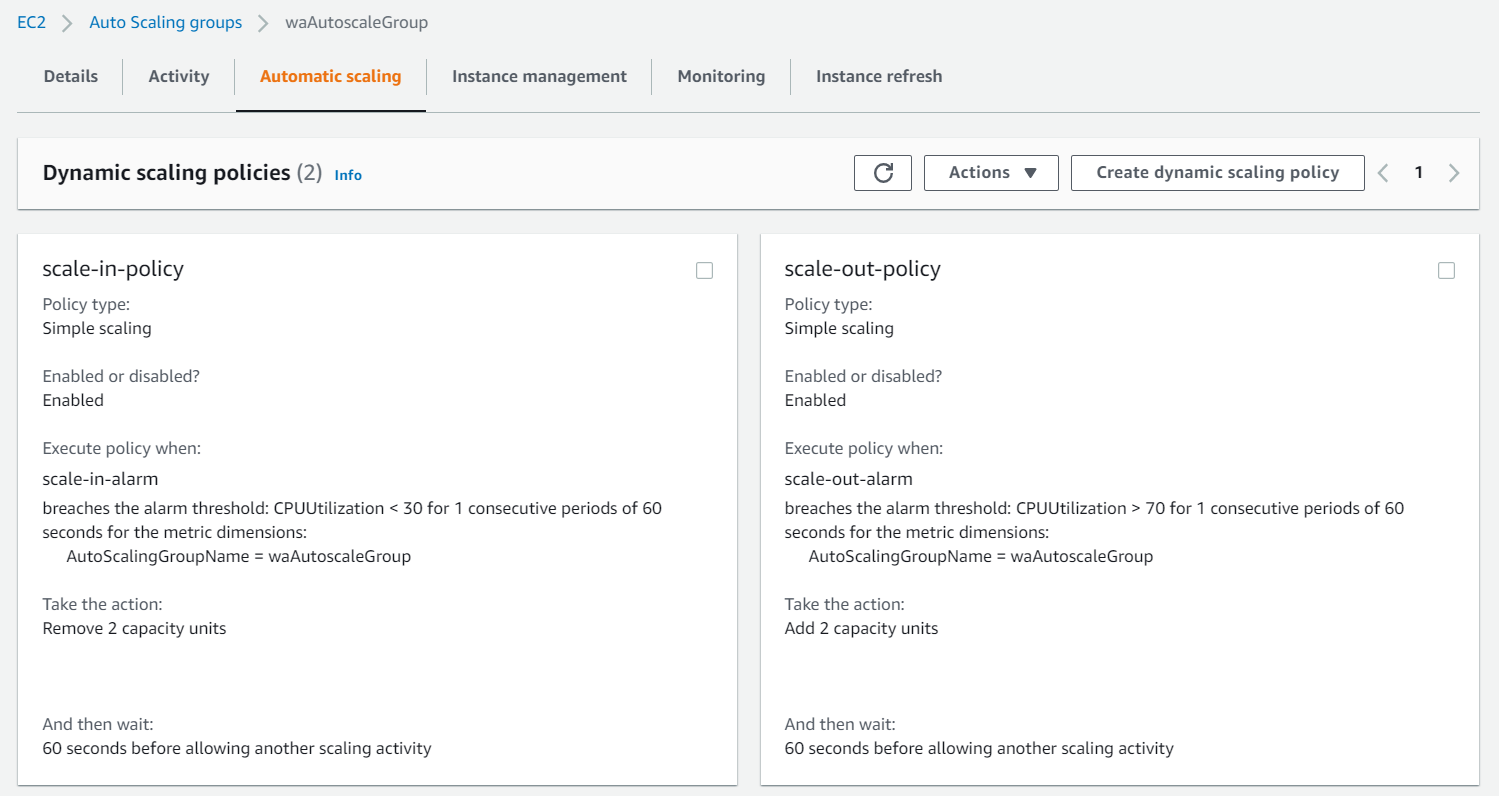 EC2 > Auto Scaling groups > waAutoscaleGroup
Details Activity Automatic scaling Instance management Monitoring Instance refresh
Dynamic scaling policies (2) Info Actions Create dynamic scaling policy 1
scale-in-policy
Policy type:
Simple scaling
Enabled or disabled?
Enabled
Execute policy when:
scale-in-alarm
breaches the alarm threshold: CPUUtilization < 30 for 1 consecutive periods of 60
seconds for the metric dimensions:
AutoScalingGroupName = waAutoscaleGroup
Take the action:
Remove 2 capacity units
And then wait:
60 seconds before allowing another scaling activity
scale-out-policy
Policy type:
Simple scaling
Enabled or disabled?
Enabled
Execute policy when:
scale-out-alarm
breaches the alarm threshold: CPUUtilization > 70 for 1 consecutive periods of 60
seconds for the metric dimensions:
AutoScalingGroupName = waAutoscaleGroup
Take the action:
Add 2 capacity units
And then wait:
60 seconds before allowing another scaling activity